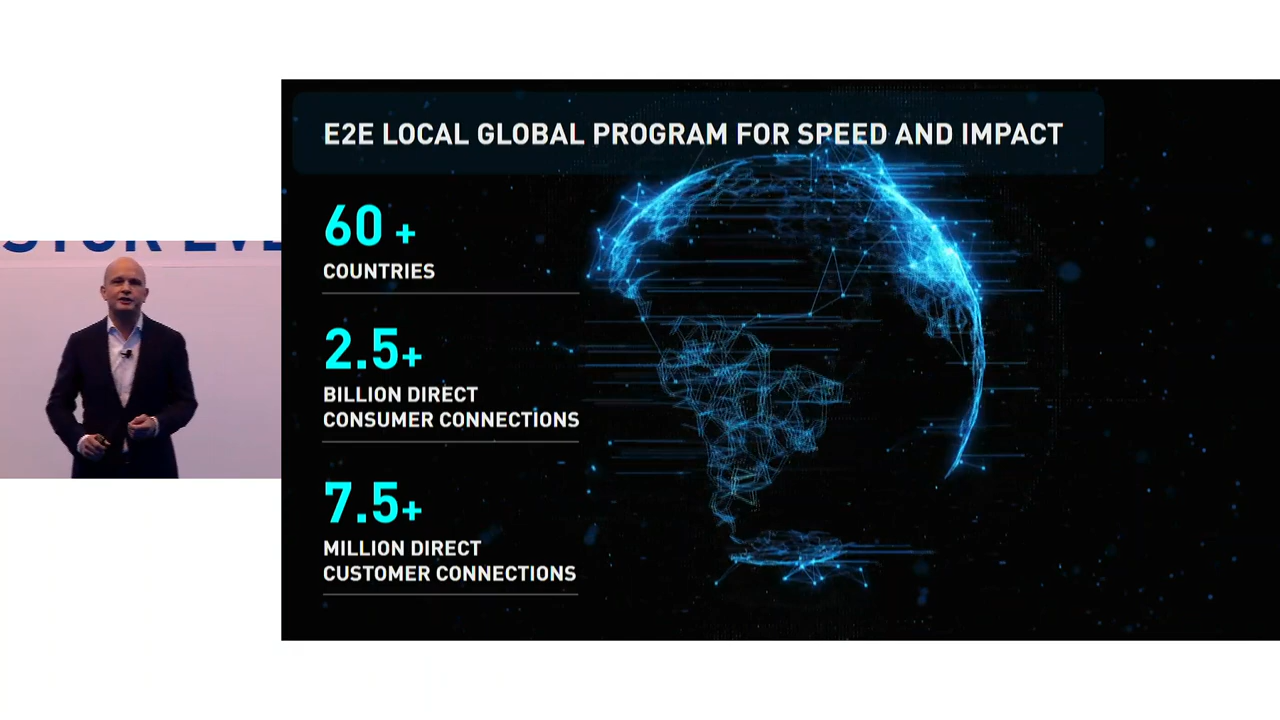 E2E LOCAL GLOBAL PROGRAM FOR SPEED AND IMPACT
60 +
COUNTRIES
2.5+
BILLION DIRECT
CONSUMER CONNECTIONS
7.5+
MILLION DIRECT
CUSTOMER CONNECTIONS